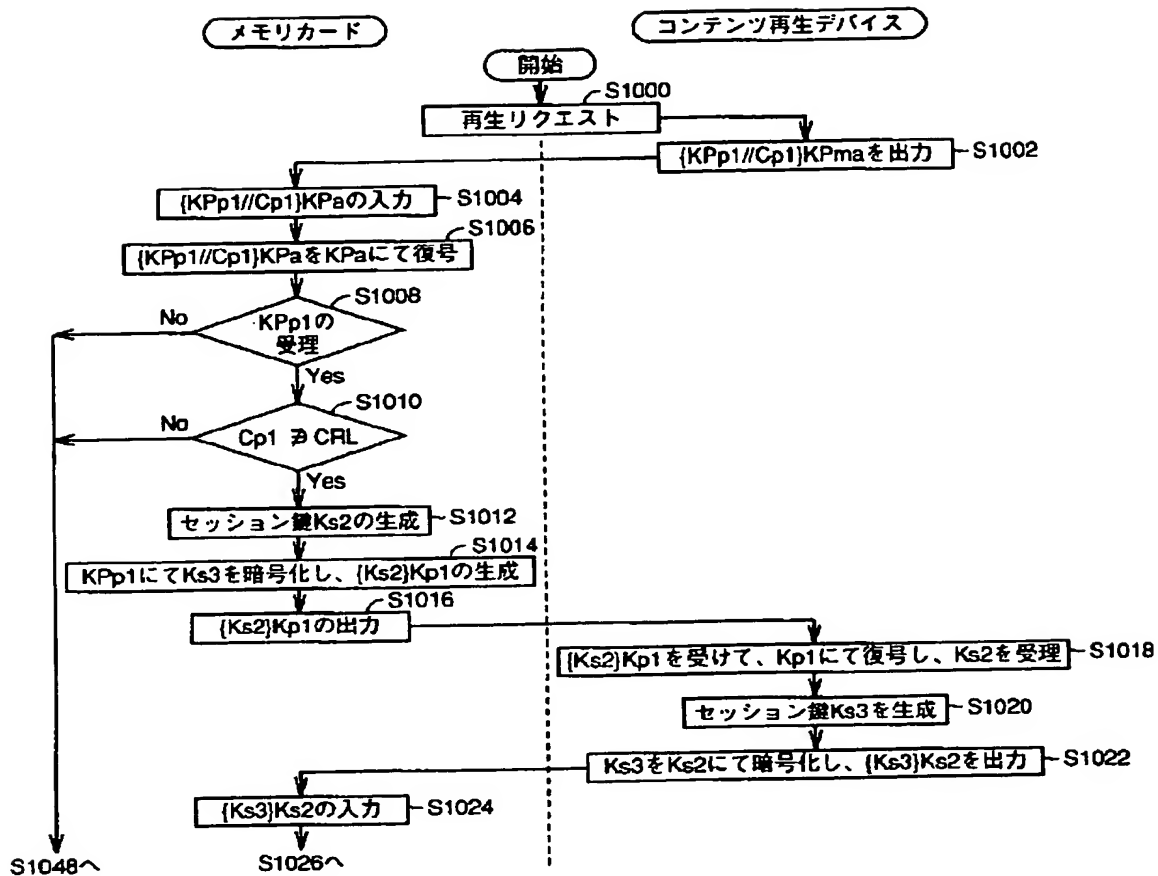 メモリカード
コンテンツ再生デバイス
開始
S1000
再生リクエスト
{KPp1//Cp1}KPmaを出力
S1002
{KPp1//Cp1}KPaの入力
S1004
S1006
{KPp1//Cp1}KPaをKPaにて復号
S1008
No
KPp1の
受理
Yes
S1010
No
Cp1 ∌ CRL
Yes
セッション鍵Ks2の生成
S1012
S1014
KPp1にてKs3を暗号化し、{Ks2}Kp1の生成
S1016
{Ks2}Kp1の出力
{Ks2}Kp1を受けて、Kp1にて復号し、Ks2を受理
S1018
セッション鍵Ks3を生成
S1020
Ks3をKs2にて暗号化し、{Ks3}Ks2を出力
S1022
{Ks3}Ks2の入力
S1024
S1048へ
S1026へ